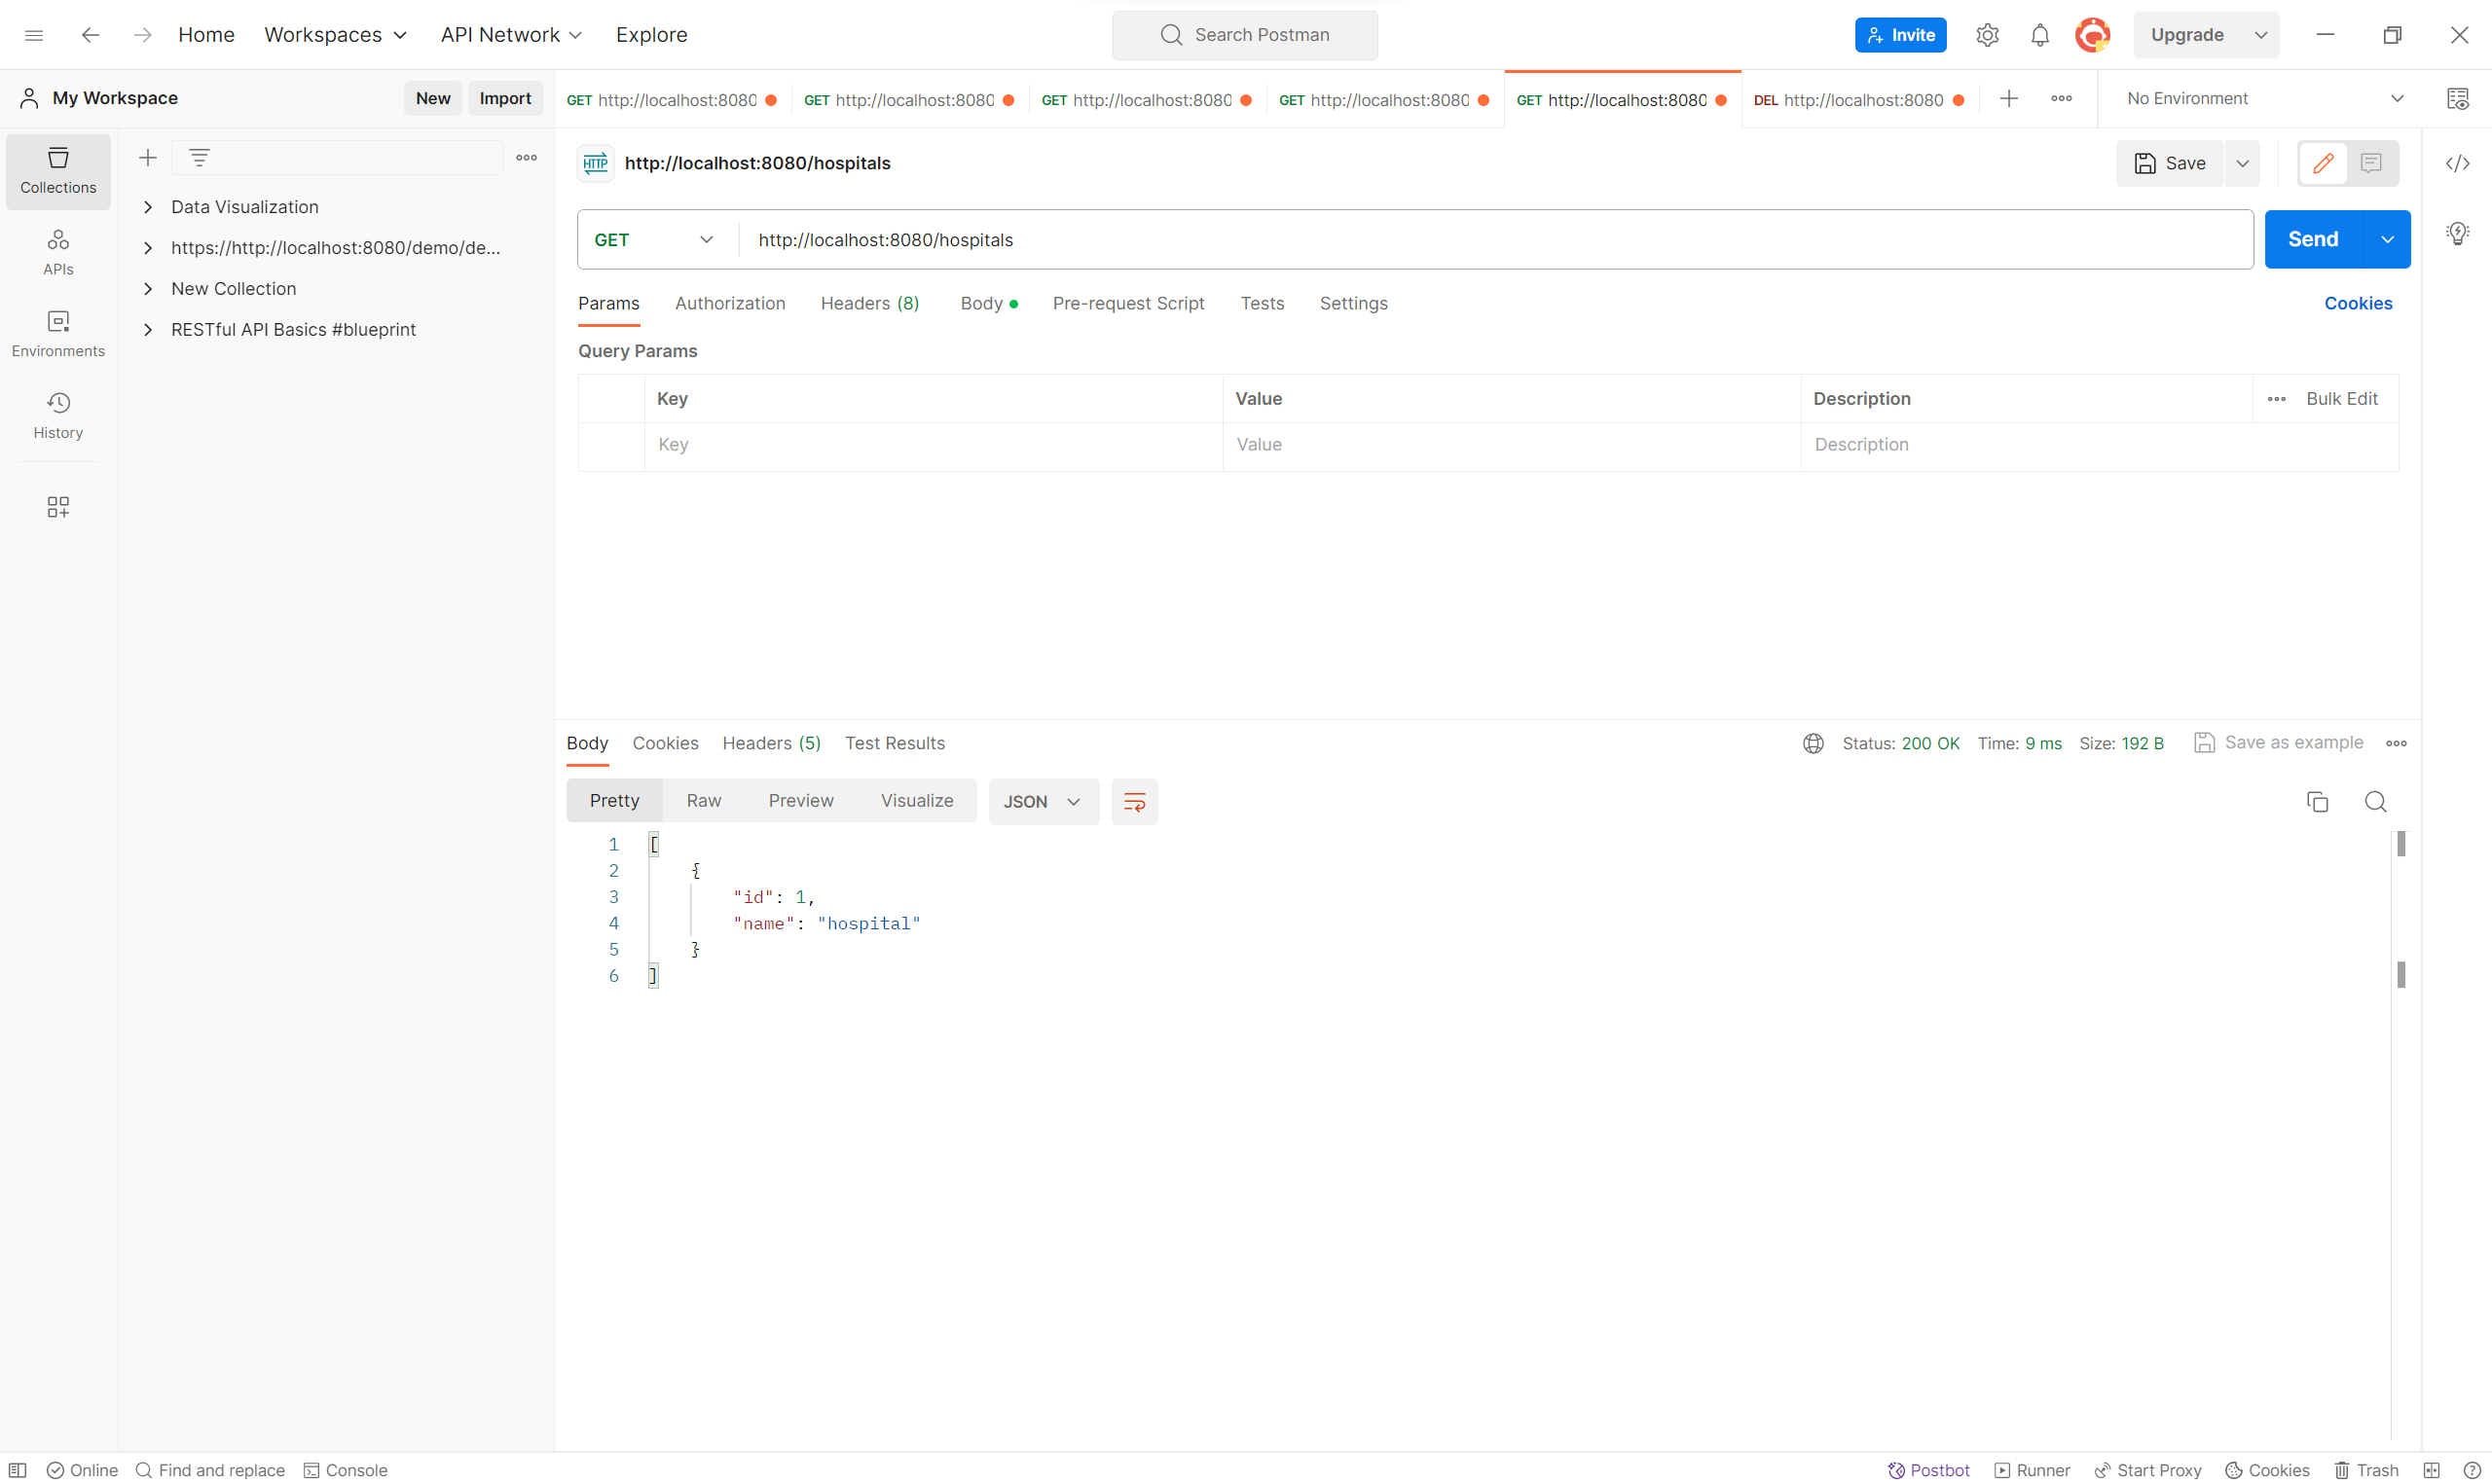 Home Workspaces API Network Explore Search Postman Invite Upgrade
My Workspace New Import GET http://localhost:8080 GET http://localhost:8080 GET http://localhost:8080 GET http://localhost:8080 GET http://localhost:8080 DEL http://localhost:8080 No Environment
Collections
APIs
Environments
History
Data Visualization
https://http://localhost:8080/demo/de...
New Collection
RESTful API Basics #blueprint
HTTP http://localhost:8080/hospitals Save
GET http://localhost:8080/hospitals Send
Params Authorization Headers (8) Body Pre-request Script Tests Settings Cookies
Query Params
Key Value Description Bulk Edit
Key Value Description
Body Cookies Headers (5) Test Results Status: 200 OK Time: 9 ms Size: 192 B Save as example
Pretty Raw Preview Visualize JSON
1 [
2 {
3 "id": 1,
4 "name": "hospital"
5 }
6 ]
Online Find and replace Console Postbot Runner Start Proxy Cookies Trash